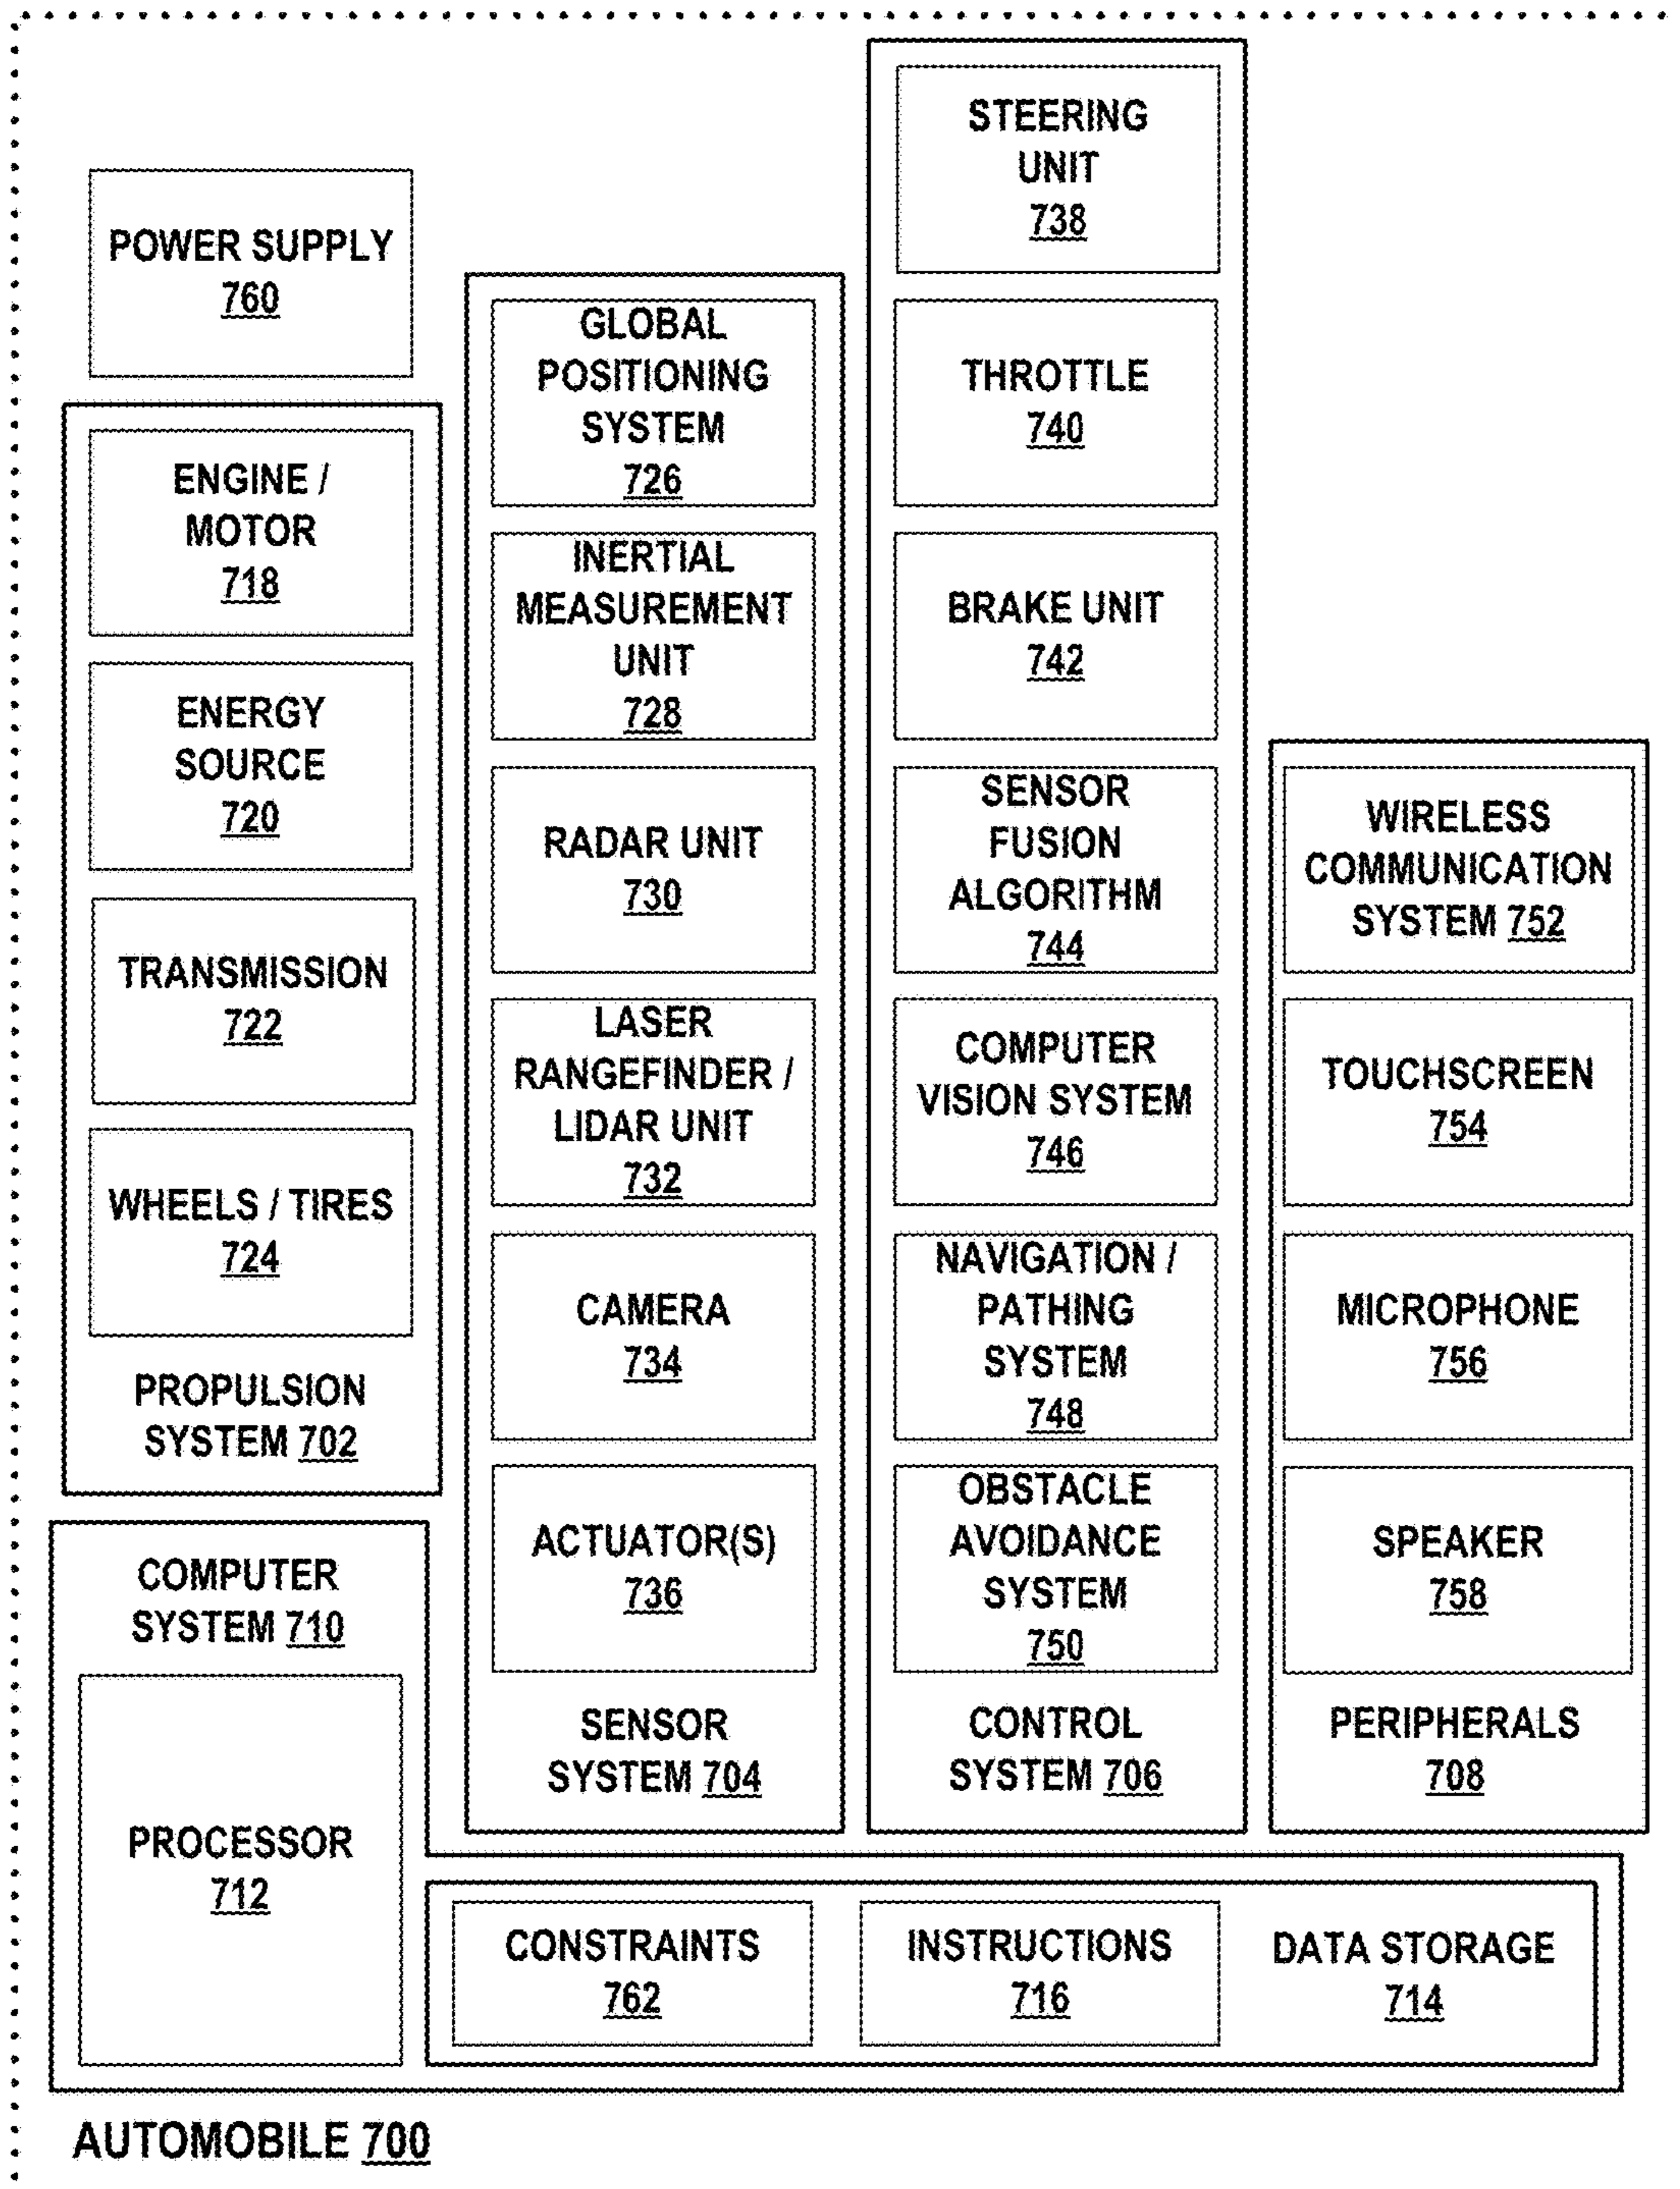 POWER SUPPLY
760
ENGINE /
MOTOR
718
ENERGY
SOURCE
720
TRANSMISSION
722
WHEELS / TIRES
724
PROPULSION
SYSTEM 702
GLOBAL
POSITIONING
SYSTEM
726
INERTIAL
MEASUREMENT
UNIT
728
RADAR UNIT
730
LASER
RANGEFINDER /
LIDAR UNIT
732
CAMERA
734
ACTUATOR(S)
736
SENSOR
SYSTEM 704
STEERING
UNIT
738
THROTTLE
740
BRAKE UNIT
742
SENSOR
FUSION
ALGORITHM
744
COMPUTER
VISION SYSTEM
746
NAVIGATION /
PATHING
SYSTEM
748
OBSTACLE
AVOIDANCE
SYSTEM
750
CONTROL
SYSTEM 706
WIRELESS
COMMUNICATION
SYSTEM 752
TOUCHSCREEN
754
MICROPHONE
756
SPEAKER
758
PERIPHERALS
708
COMPUTER
SYSTEM 710
PROCESSOR
712
CONSTRAINTS
762
INSTRUCTIONS
716
DATA STORAGE
714
AUTOMOBILE 700